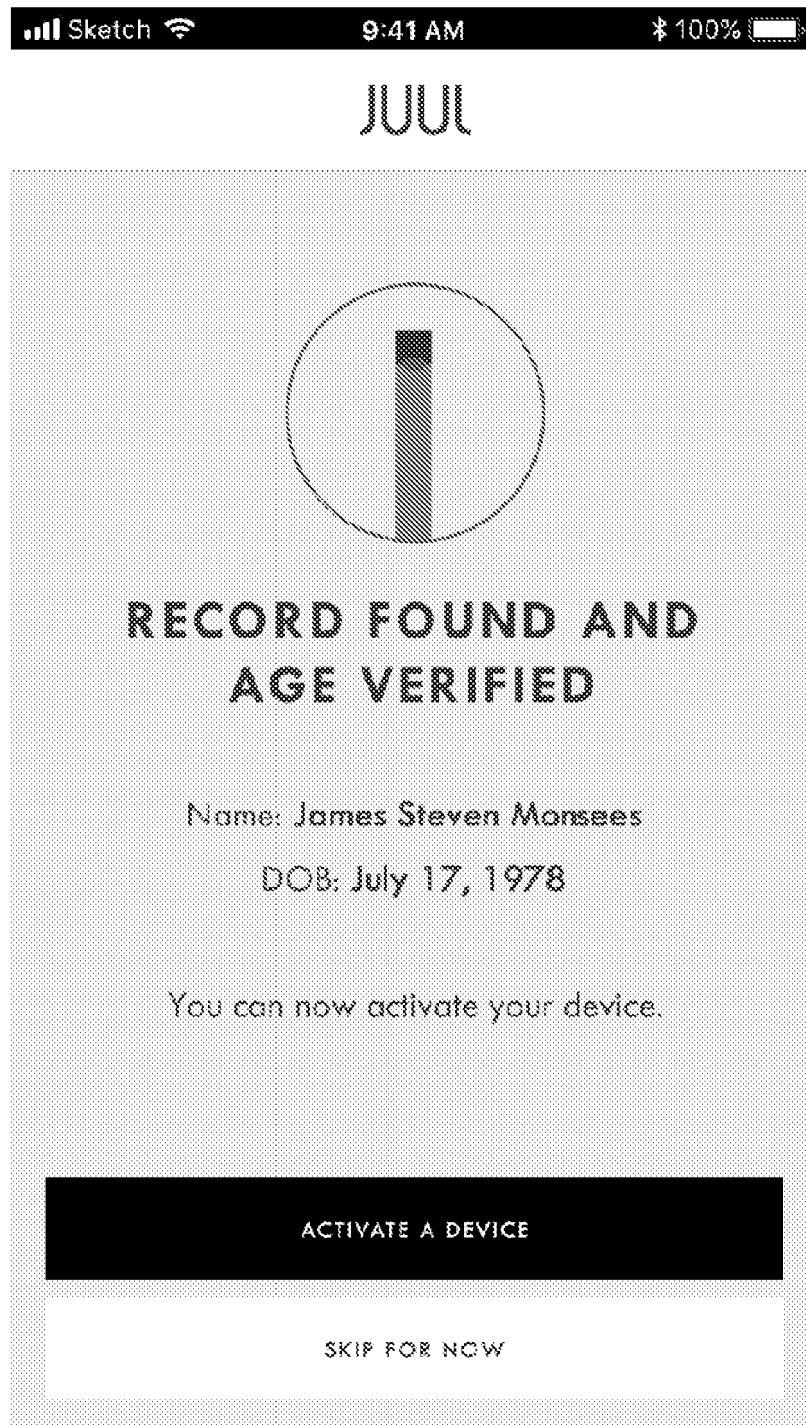 Sketch 9:41 AM 100%
JUUL
RECORD FOUND AND
AGE VERIFIED
Name: James Steven Monsees
DOB: July 17, 1978
You can now activate your device.
ACTIVATE A DEVICE
SKIP FOR NOW